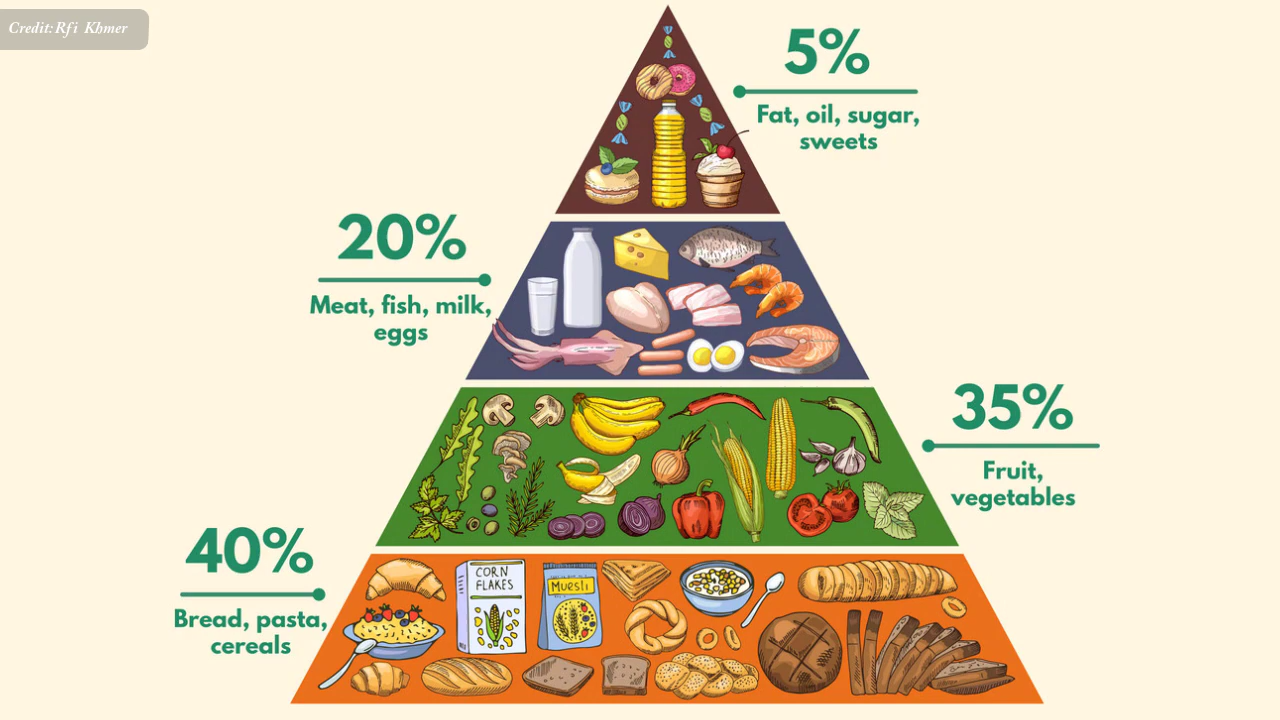 Credit:Rfi Khmer
5%
Fat, oil, sugar,
sweets
20%
Meat, fish, milk,
eggs
35%
Fruit,
vegetables
40%
Bread, pasta,
cereals
CORN
FLAKES
MUESLI